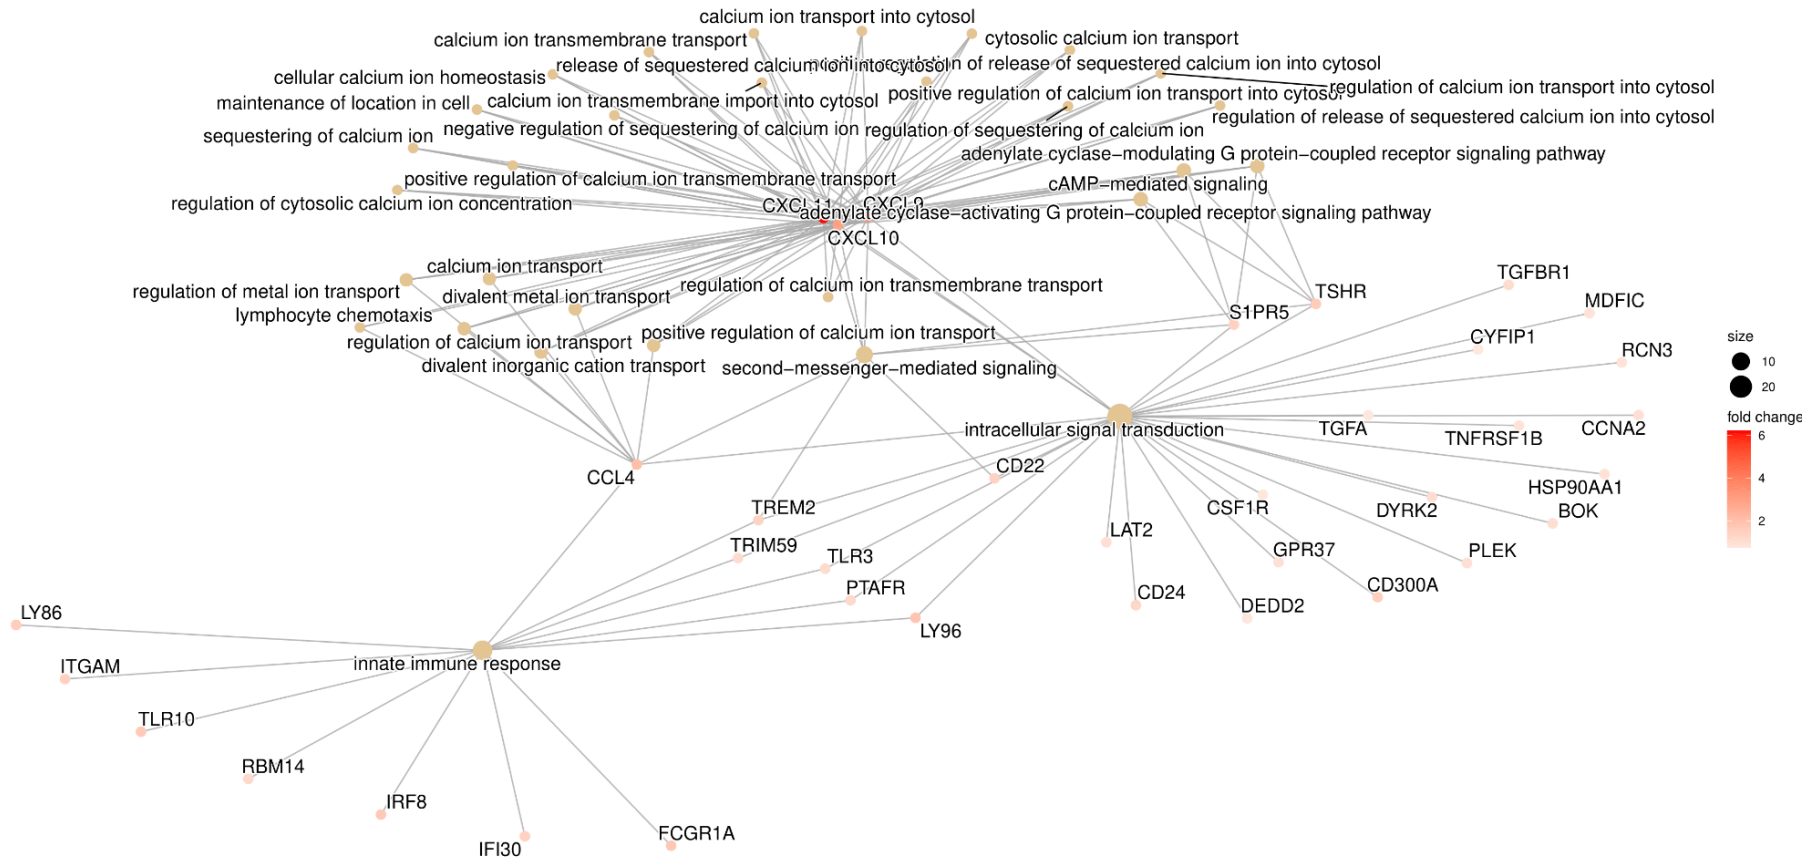 calcium ion transport into cytosol
calcium ion transmembrane transport
cytosolic calcium ion transport
release of sequestered calcium ion into cytosol
positive regulation of release of sequestered calcium ion into cytosol
cellular calcium ion homeostasis
regulation of calcium ion transport into cytosol
positive regulation of calcium ion transport into cytosol
maintenance of location in cell
calcium ion transmembrane import into cytosol
regulation of release of sequestered calcium ion into cytosol
sequestering of calcium ion
negative regulation of sequestering of calcium ion
regulation of sequestering of calcium ion
adenylate cyclase−modulating G protein−coupled receptor signaling pathway
positive regulation of calcium ion transmembrane transport
cAMP−mediated signaling
regulation of cytosolic calcium ion concentration
CXCL11
CXCL9
adenylate cyclase−activating G protein−coupled receptor signaling pathway
CXCL10
calcium ion transport
regulation of metal ion transport
divalent metal ion transport
regulation of calcium ion transmembrane transport
TGFBR1
TSHR
MDFIC
lymphocyte chemotaxis
S1PR5
regulation of calcium ion transport
positive regulation of calcium ion transport
CYFIP1
RCN3
divalent inorganic cation transport
second−messenger−mediated signaling
intracellular signal transduction
TGFA
TNFRSF1B
CCNA2
CCL4
CD22
HSP90AA1
TREM2
CSF1R
DYRK2
BOK
LAT2
TRIM59
TLR3
GPR37
PLEK
PTAFR
CD24
CD300A
DEDD2
LY86
LY96
innate immune response
ITGAM
TLR10
RBM14
IRF8
IFI30
FCGR1A
size
10
20
fold change
6
4
2